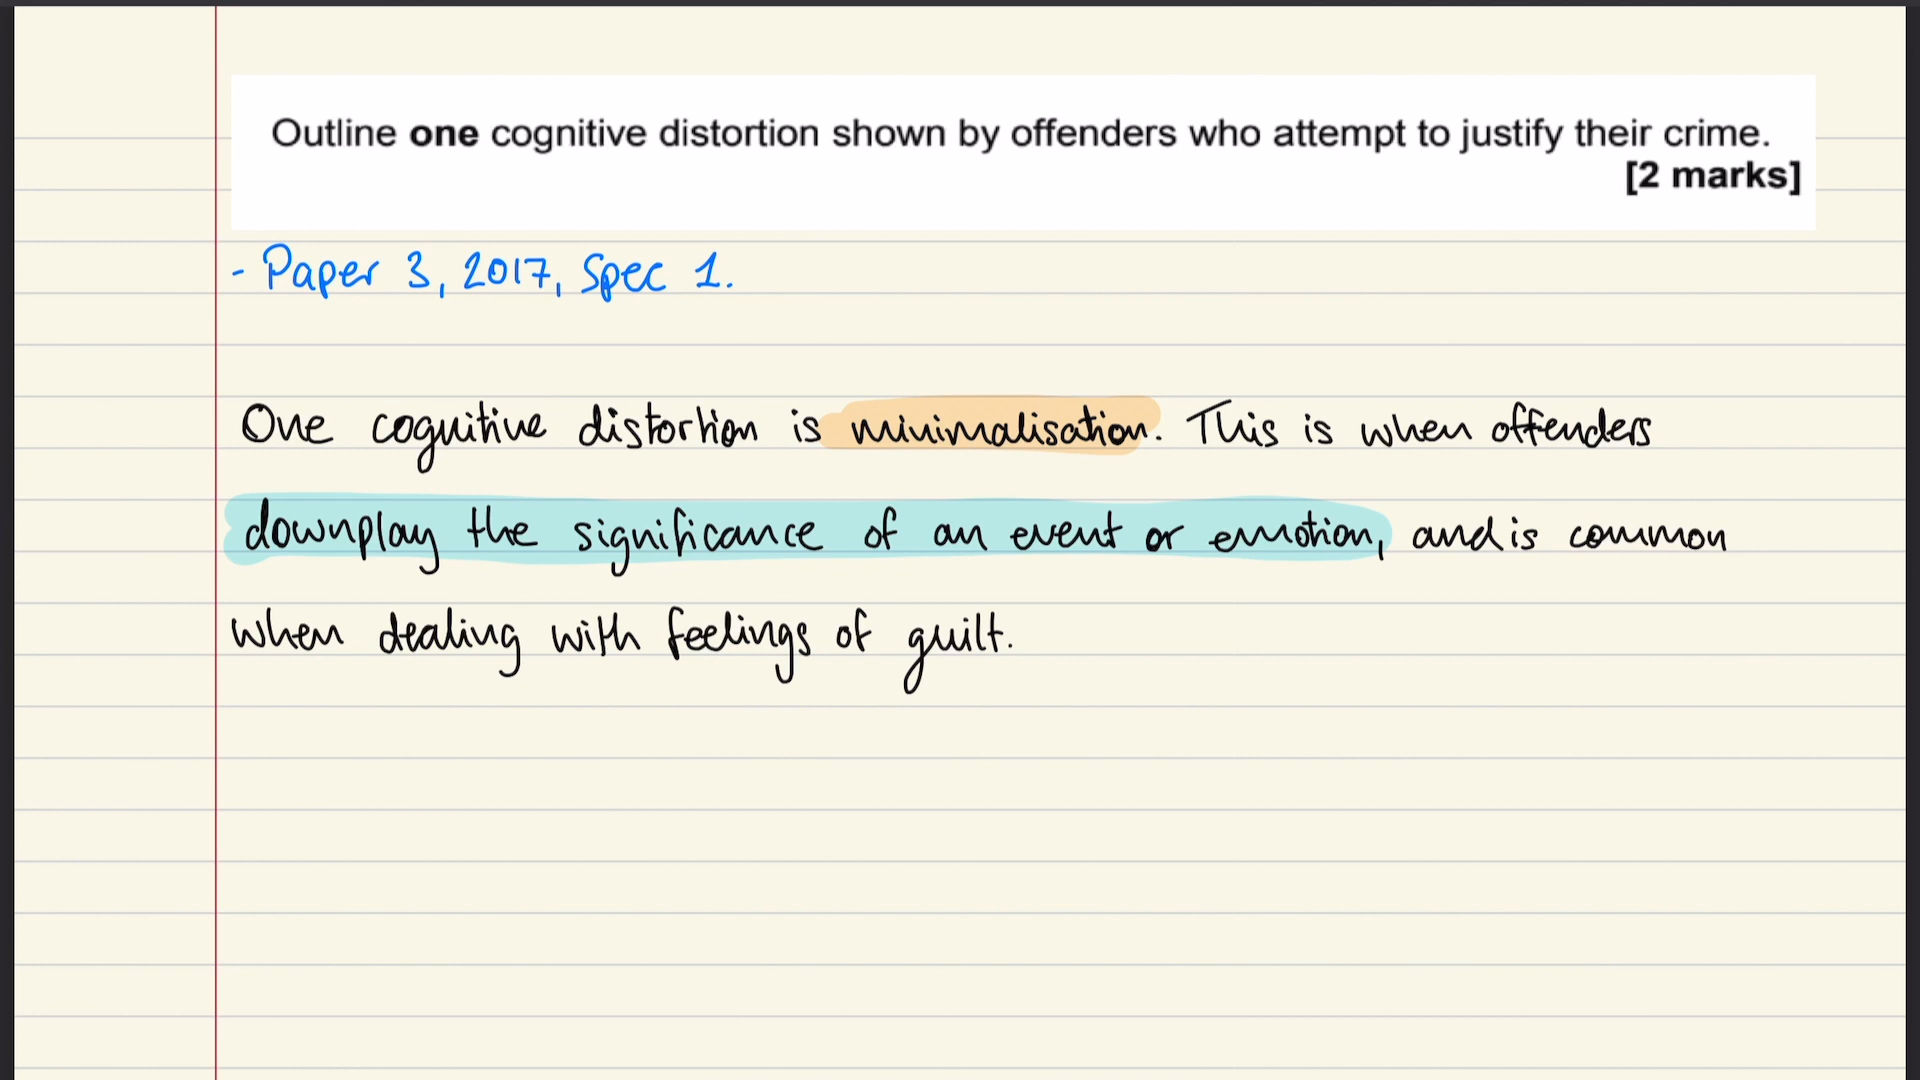 Outline one cognitive distortion shown by offenders who attempt to justify their crime.
[2 marks]
- Paper 3, 2017, Spec 1.
One cognitive distortion is minimalisation. This is when offenders
downplay the significance of an event or emotion, and is common
when dealing with feelings of guilt.